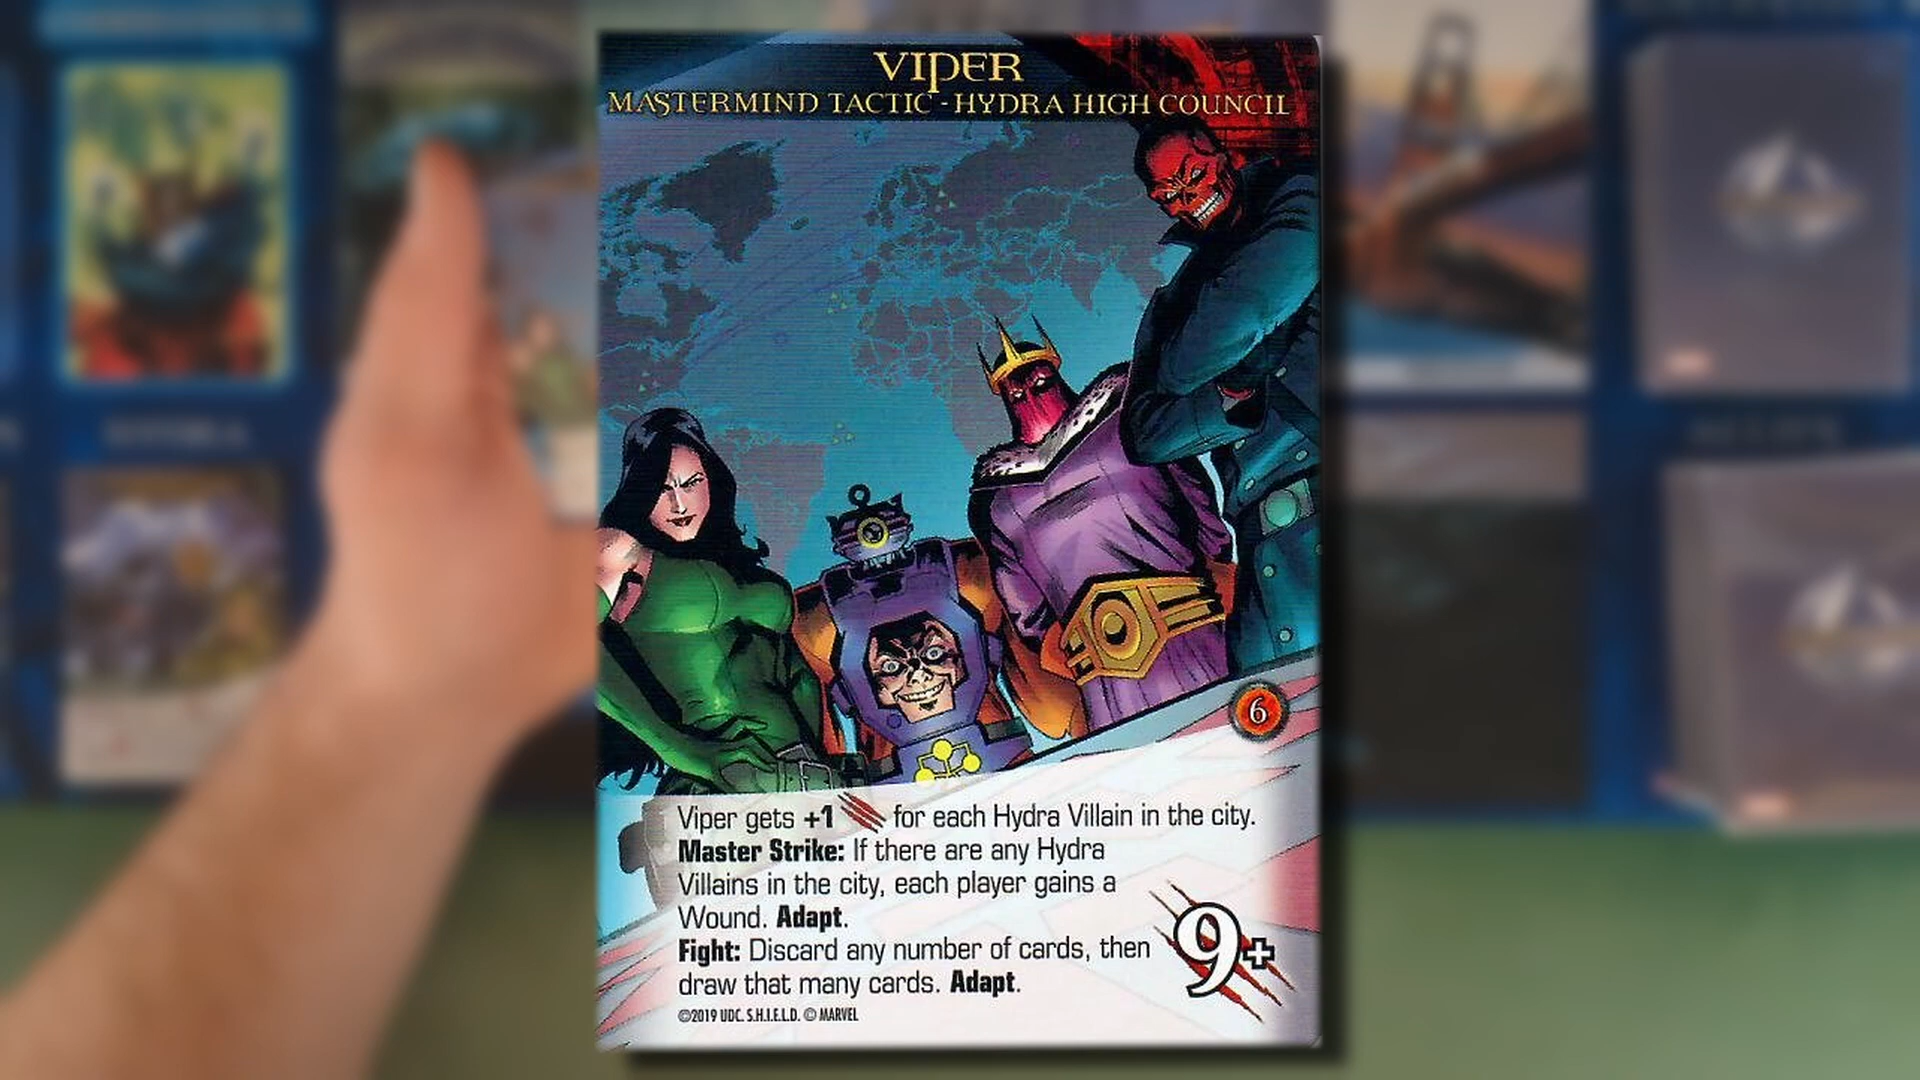 VIPER
MASTERMIND TACTIC - HYDRA HIGH COUNCIL
6
Viper gets +1 for each Hydra Villain in the city.
Master Strike: If there are any Hydra
Villains in the city, each player gains a
Wound. Adapt.
Fight: Discard any number of cards, then
draw that many cards. Adapt.
9+
©2019 UDC. S.H.I.E.L.D. © MARVEL